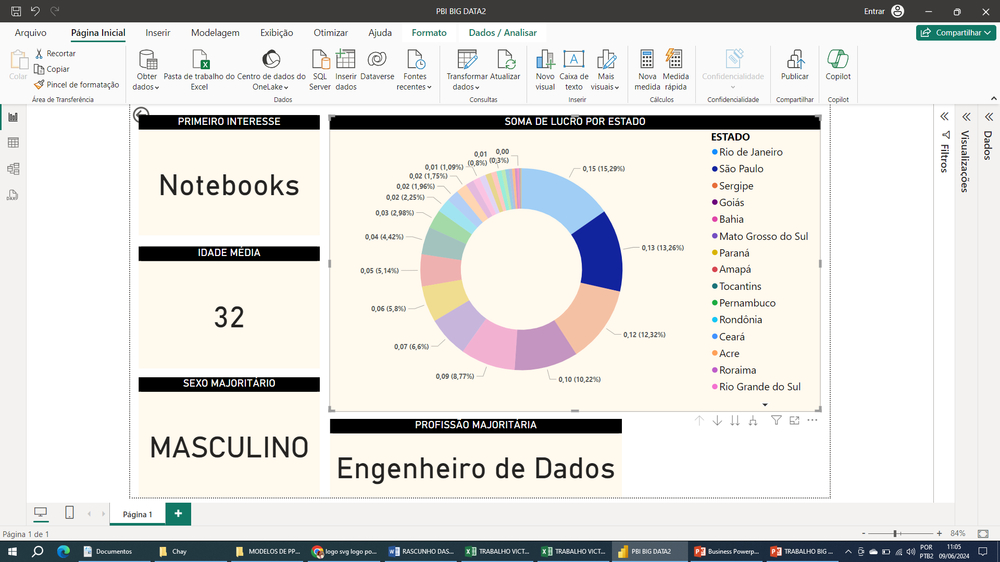 PBI BIG DATA2
Entrar
Arquivo
Página Inicial
Inserir
Modelagem
Exibição
Otimizar
Ajuda
Formato
Dados / Analisar
Compartilhar
Colar
Recortar
Copiar
Pincel de formatação
Área de Transferência
Obter
dados
Pasta de trabalho do
Excel
Centro de dados do
OneLake
SQL
Server
Inserir
dados
Dataverse
Fontes
recentes
Dados
Transformar
dados
Atualizar
Consultas
Novo
visual
Caixa de
texto
Mais
visuais
Inserir
Nova
medida
Medida
rápida
Cálculos
Confidencialidade
Confidencialidade
Publicar
Compartilhar
Copilot
Copilot
DAX
PRIMEIRO INTERESSE
Notebooks
IDADE MÉDIA
32
SEXO MAJORITÁRIO
MASCULINO
SOMA DE LUCRO POR ESTADO
0,15 (15,29%)
0,13 (13,26%)
0,12 (12,32%)
0,10 (10,22%)
0,09 (8,77%)
0,07 (6,6%)
0,06 (5,8%)
0,05 (5,14%)
0,04 (4,42%)
0,03 (2,98%)
0,02 (2,25%)
0,02 (1,96%)
0,02 (1,75%)
0,01 (1,09%)
0,01
(0,8%)
0,00
(0,3%)
ESTADO
Rio de Janeiro
São Paulo
Sergipe
Goiás
Bahia
Mato Grosso do Sul
Paraná
Amapá
Tocantins
Pernambuco
Rondônia
Ceará
Acre
Roraima
Rio Grande do Sul
PROFISSÃO MAJORITÁRIA
Engenheiro de Dados
Filtros
Visualizações
Dados
Página 1
Página 1 de 1
84%
Documentos
Chay
MODELOS DE PP...
logo svg logo po...
RASCUNHO DAS...
TRABALHO VICT...
TRABALHO VICT...
PBI BIG DATA2
Business Powerp...
TRABALHO BIG ...
POR
PTB2
11:05
09/06/2024